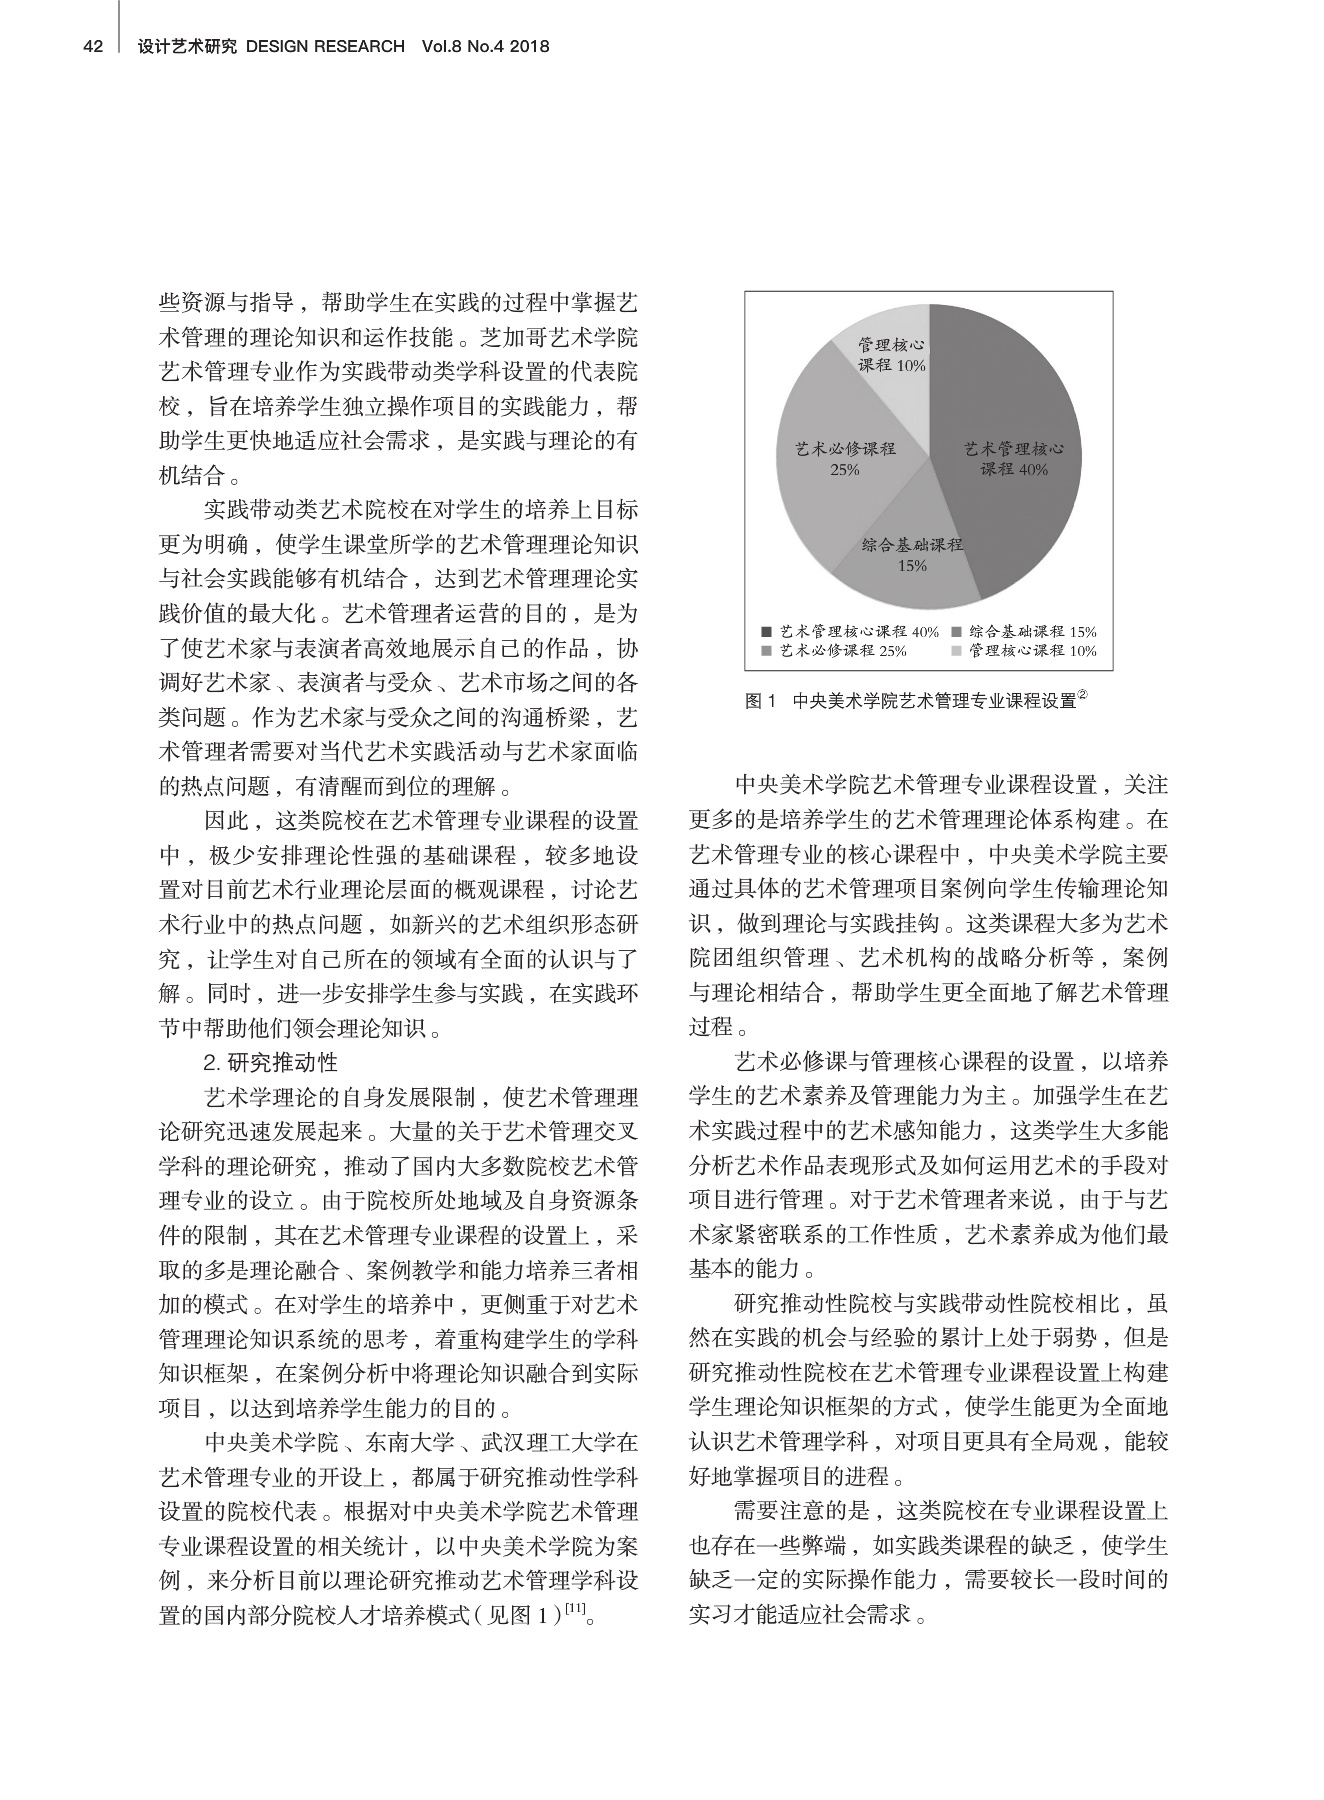 42 设计艺术研究 DESIGN RESEARCH Vol.8 No.4 2018
些资源与指导，帮助学生在实践的过程中掌握艺
术管理的理论知识和运作技能。芝加哥艺术学院
艺术管理专业作为实践带动类学科设置的代表院
校，旨在培养学生独立操作项目的实践能力，帮
助学生更快地适应社会需求，是实践与理论的有
机结合。
实践带动类艺术院校在对学生的培养上目标
更为明确，使学生课堂所学的艺术管理理论知识
与社会实践能够有机结合，达到艺术管理理论实
践价值的最大化。艺术管理者运营的目的，是为
了使艺术家与表演者高效地展示自己的作品，协
调好艺术家、表演者与受众、艺术市场之间的各
类问题。作为艺术家与受众之间的沟通桥梁，艺
术管理者需要对当代艺术实践活动与艺术家面临
的热点问题，有清醒而到位的理解。
因此，这类院校在艺术管理专业课程的设置
中，极少安排理论性强的基础课程，较多地设
置对目前艺术行业理论层面的概观课程，讨论艺
术行业中的热点问题，如新兴的艺术组织形态研
究，让学生对自己所在的领域有全面的认识与了
解。同时，进一步安排学生参与实践，在实践环
节中帮助他们领会理论知识。
2. 研究推动性
艺术学理论的自身发展限制，使艺术管理理
论研究迅速发展起来。大量的关于艺术管理交叉
学科的理论研究，推动了国内大多数院校艺术管
理专业的设立。由于院校所处地域及自身资源条
件的限制，其在艺术管理专业课程的设置上，采
取的多是理论融合、案例教学和能力培养三者相
加的模式。在对学生的培养中，更侧重于对艺术
管理理论知识系统的思考，着重构建学生的学科
知识框架，在案例分析中将理论知识融合到实际
项目，以达到培养学生能力的目的。
中央美术学院、东南大学、武汉理工大学在
艺术管理专业的开设上，都属于研究推动性学科
设置的院校代表。根据对中央美术学院艺术管理
专业课程设置的相关统计，以中央美术学院为案
例，来分析目前以理论研究推动艺术管理学科设
置的国内部分院校人才培养模式（见图 1）[11]。
管理核心
课程 10%
艺术必修课程
25%
艺术管理核心
课程 40%
综合基础课程
15%
艺术管理核心课程 40% 综合基础课程 15%
艺术必修课程 25% 管理核心课程 10%
图 1 中央美术学院艺术管理专业课程设置②
中央美术学院艺术管理专业课程设置，关注
更多的是培养学生的艺术管理理论体系构建。在
艺术管理专业的核心课程中，中央美术学院主要
通过具体的艺术管理项目案例向学生传输理论知
识，做到理论与实践挂钩。这类课程大多为艺术
院团组织管理、艺术机构的战略分析等，案例
与理论相结合，帮助学生更全面地了解艺术管理
过程。
艺术必修课与管理核心课程的设置，以培养
学生的艺术素养及管理能力为主。加强学生在艺
术实践过程中的艺术感知能力，这类学生大多能
分析艺术作品表现形式及如何运用艺术的手段对
项目进行管理。对于艺术管理者来说，由于与艺
术家紧密联系的工作性质，艺术素养成为他们最
基本的能力。
研究推动性院校与实践带动性院校相比，虽
然在实践的机会与经验的累计上处于弱势，但是
研究推动性院校在艺术管理专业课程设置上构建
学生理论知识框架的方式，使学生能更为全面地
认识艺术管理学科，对项目更具有全局观，能较
好地掌握项目的进程。
需要注意的是，这类院校在专业课程设置上
也存在一些弊端，如实践类课程的缺乏，使学生
缺乏一定的实际操作能力，需要较长一段时间的
实习才能适应社会需求。